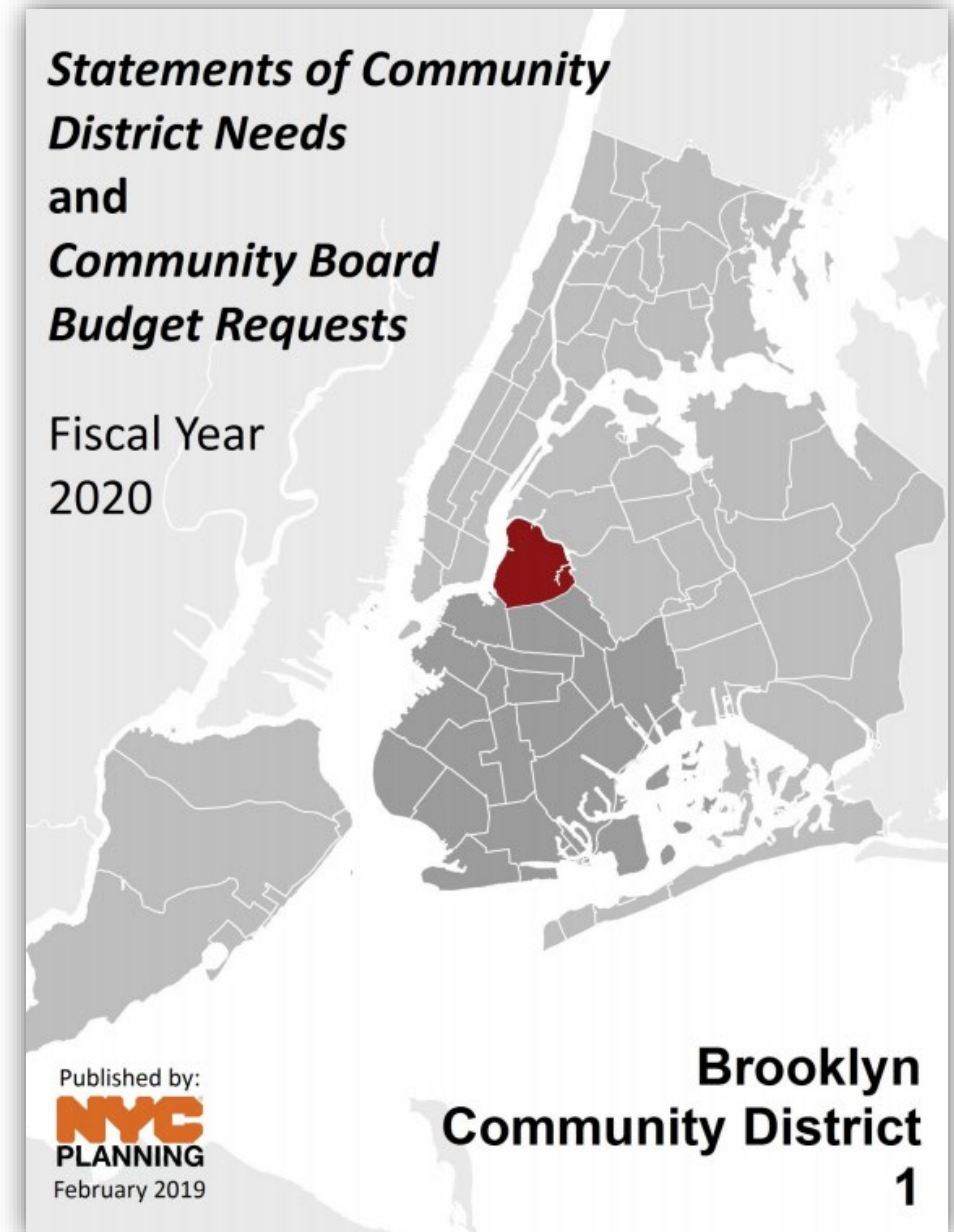 Statements of Community
District Needs
and
Community Board
Budget Requests
Fiscal Year
2020
Published by:
NYC
PLANNING
February 2019
Brooklyn
Community District
1